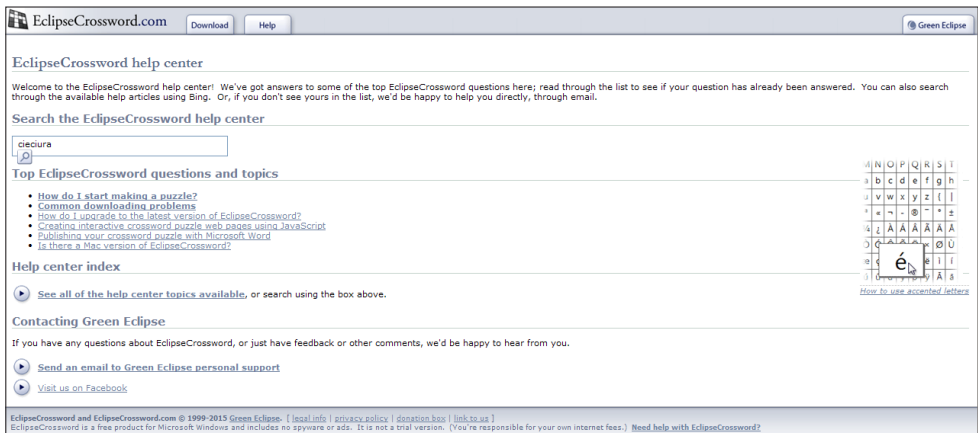 EclipseCrossword.com
Download
Help
Green Eclipse
EclipseCrossword help center
Welcome to the EclipseCrossword help center! We've got answers to some of the top EclipseCrossword questions here; read through the list to see if your question has already been answered. You can also search
through the available help articles using Bing. Or, if you don't see yours in the list, we'd be happy to help you directly, through email.
Search the EclipseCrossword help center
cieciura
Top EclipseCrossword questions and topics
How do I start making a puzzle?
Common downloading problems
How do I upgrade to the latest version of EclipseCrossword?
Creating interactive crossword puzzle web pages using JavaScript
Publishing your crossword puzzle with Microsoft Word
Is there a Mac version of EclipseCrossword?
N O P Q R S T
b c d e f g h
v w x y z { |
é
How to use accented letters
Help center index
See all of the help center topics available, or search using the box above.
Contacting Green Eclipse
If you have any questions about EclipseCrossword, or just have feedback or other comments, we'd be happy to hear from you.
Send an email to Green Eclipse personal support
Visit us on Facebook
EclipseCrossword and EclipseCrossword.com © 1999-2015 Green Eclipse. [ legal info | privacy policy | donation box | link to us ]
EclipseCrossword is a free product for Microsoft Windows and includes no spyware or ads. It is not a trial version. (You're responsible for your own internet fees.) Need help with EclipseCrossword?